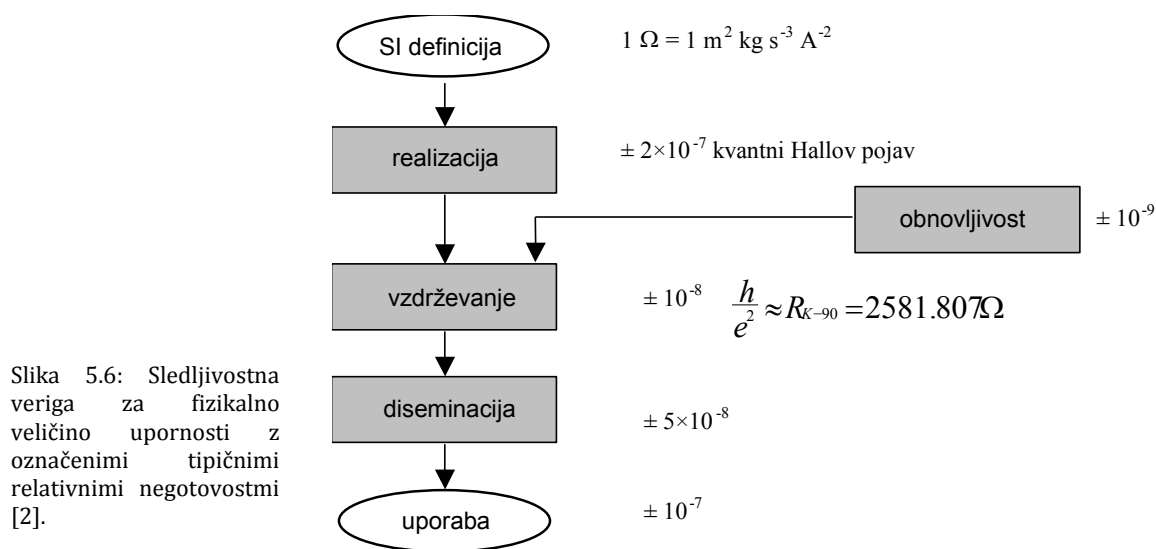 SI definicija
1 Ω = 1 m² kg s⁻³ A⁻²
realizacija
± 2×10⁻⁷ kvantni Hallov pojav
obnovljivost
± 10⁻⁹
vzdrževanje
± 10⁻⁸
h/e² ≈ R_K−90 = 2581.807Ω
diseminacija
± 5×10⁻⁸
uporaba
± 10⁻⁷
Slika 5.6: Sledljivostna
veriga za fizikalno
veličino upornosti z
označenimi tipičnimi
relativnimi negotovostmi
[2].